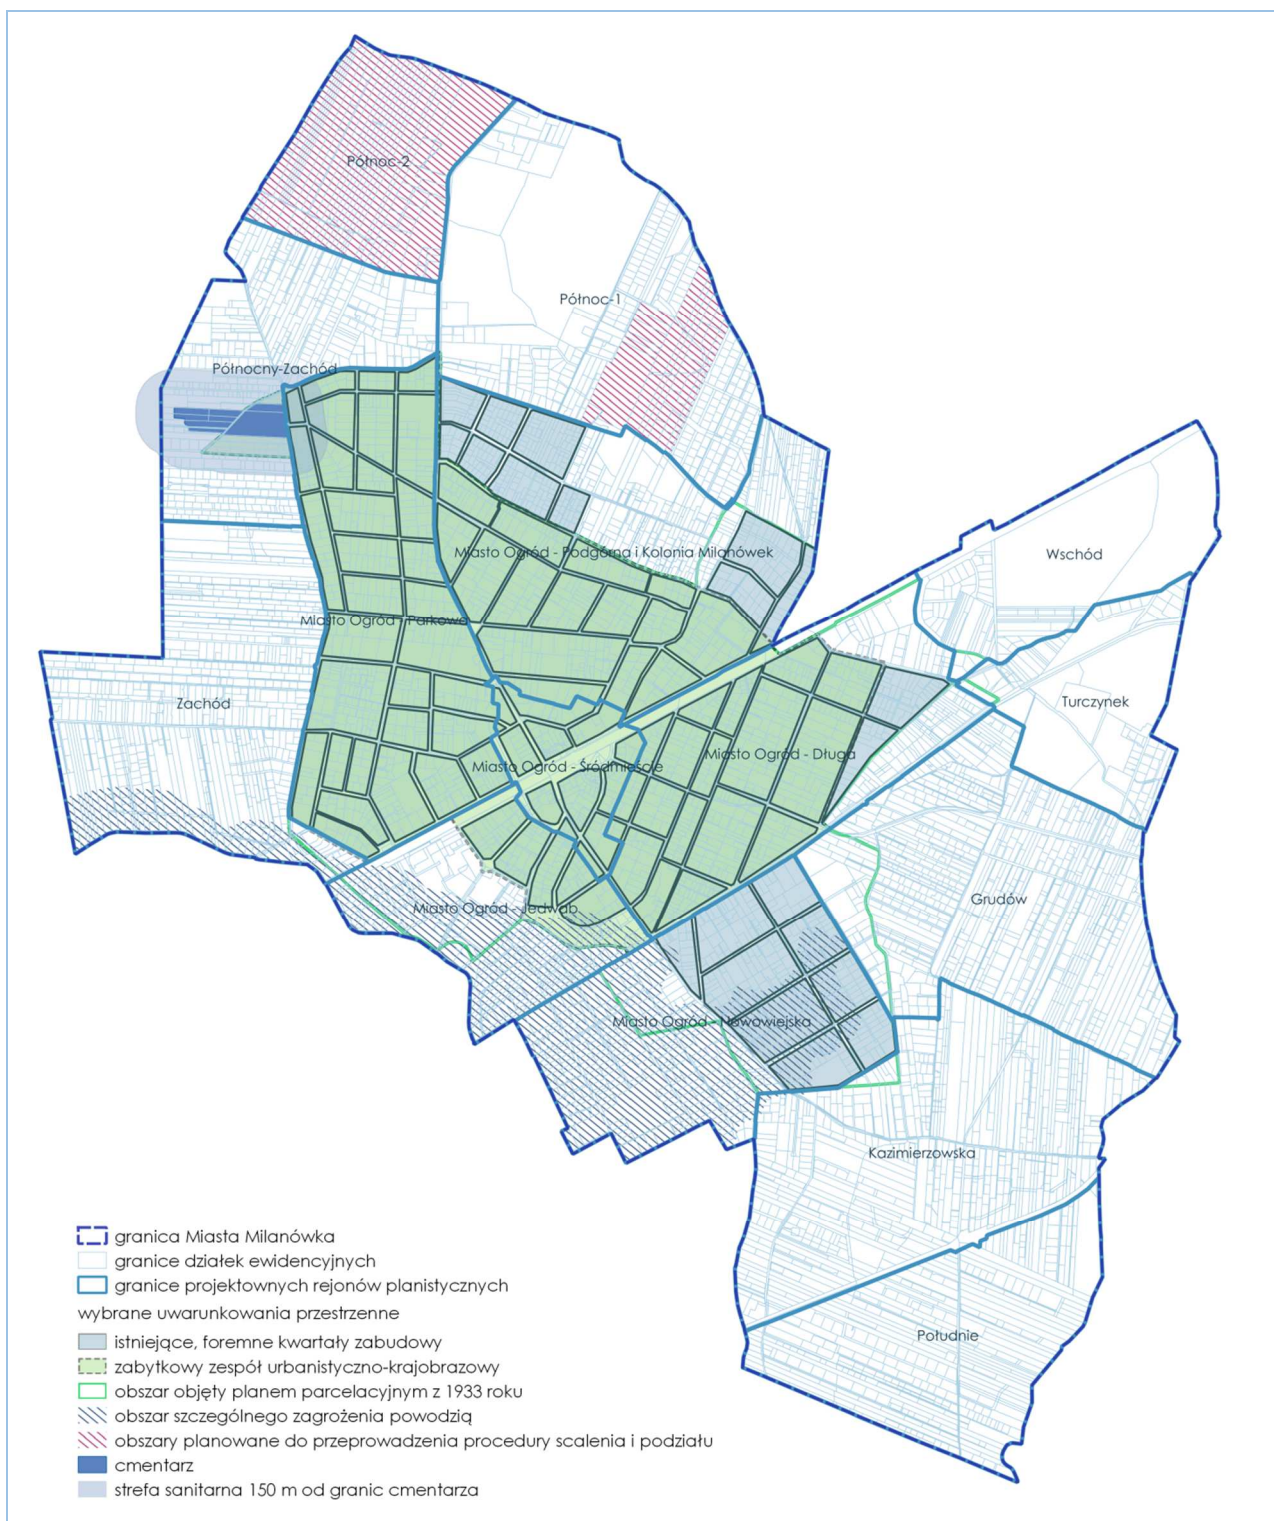 Północ-2
Północ-1
Północny-Zachód
Miasto Ogród - Podgórna i Kolonia Milanówek
Wschód
Miasto Ogród - Parkowa
Zachód
Turczynek
Miasto Ogród - Długa
Miasto Ogród - Śródmieście
Grudów
Miasto Ogród - Jedwab
Miasto Ogród - Nowowiejska
Kazimierzowska
Południe
granica Miasta Milanówka
granice działek ewidencyjnych
granice projektownych rejonów planistycznych
wybrane uwarunkowania przestrzenne
istniejące, foremne kwartały zabudowy
zabytkowy zespół urbanistyczno-krajobrazowy
obszar objęty planem parcelacyjnym z 1933 roku
obszar szczególnego zagrożenia powodzią
obszary planowane do przeprowadzenia procedury scalenia i podziału
cmentarz
strefa sanitarna 150 m od granic cmentarza